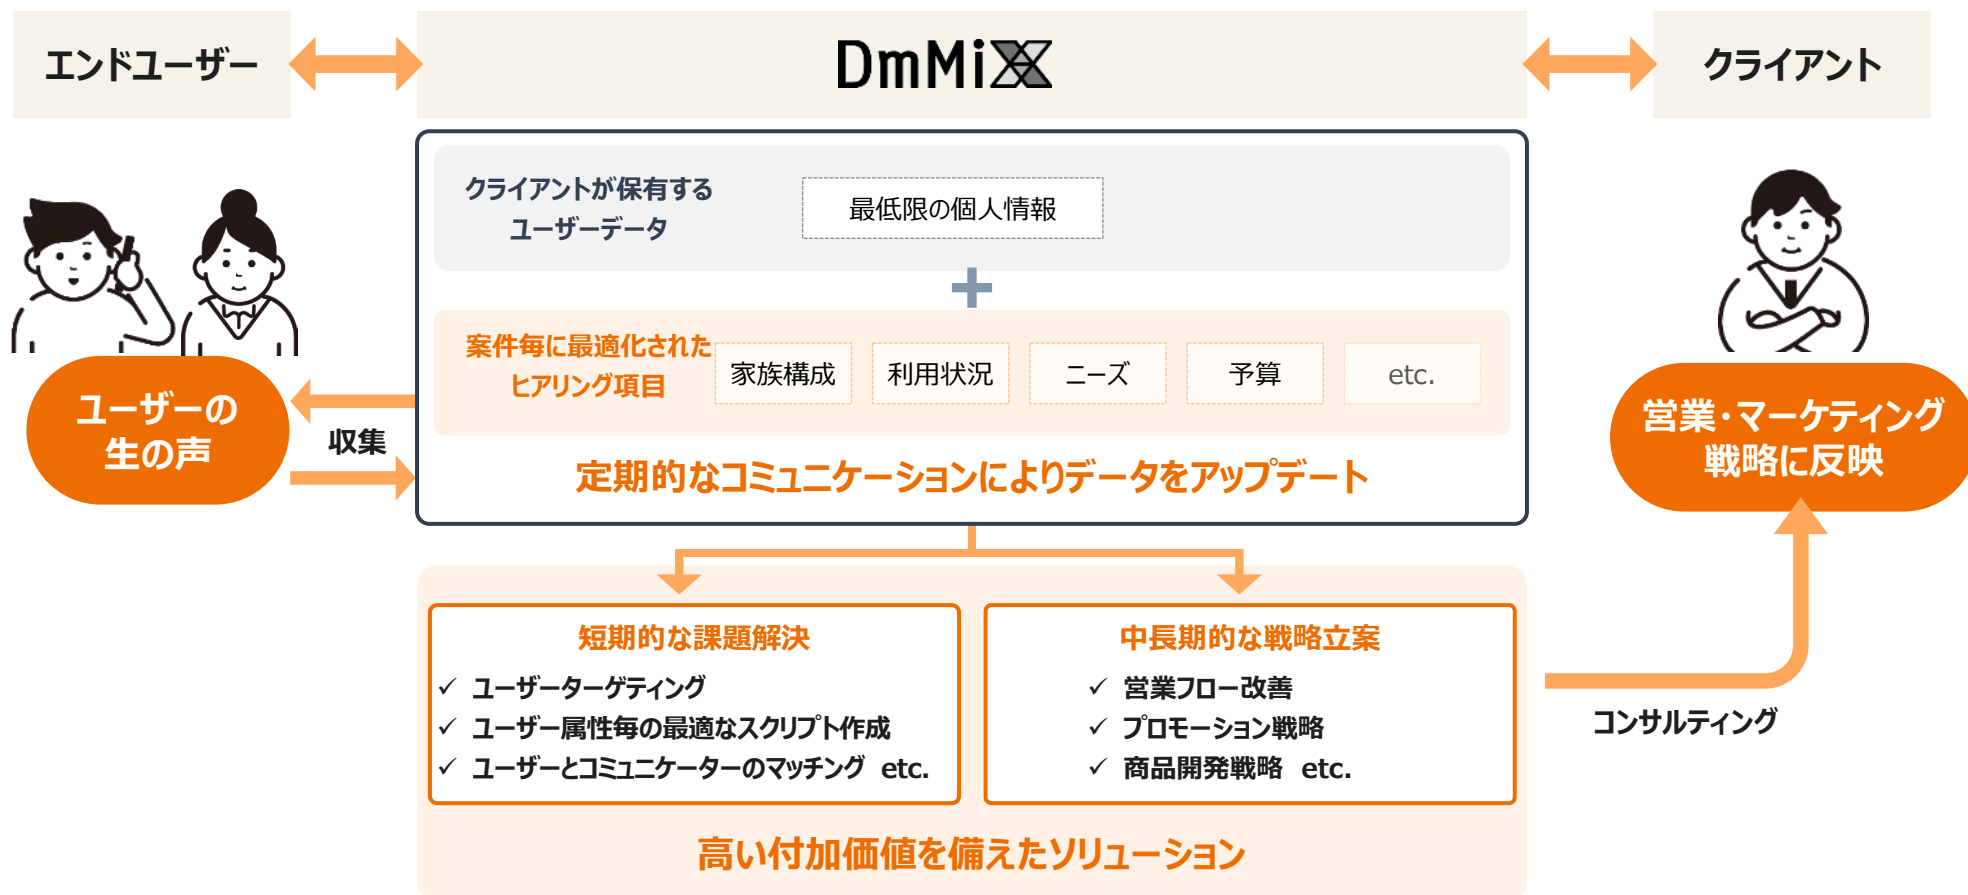 エンドユーザー
DmMiX
クライアント
クライアントが保有する
ユーザーデータ
最低限の個人情報
案件毎に最適化された
ヒアリング項目
家族構成
利用状況
ニーズ
予算
etc.
定期的なコミュニケーションによりデータをアップデート
ユーザーの
生の声
収集
営業・マーケティング
戦略に反映
短期的な課題解決
✓ ユーザーターゲティング
✓ ユーザー属性毎の最適なスクリプト作成
✓ ユーザーとコミュニケーターのマッチング etc.
中長期的な戦略立案
✓ 営業フロー改善
✓ プロモーション戦略
✓ 商品開発戦略 etc.
コンサルティング
高い付加価値を備えたソリューション